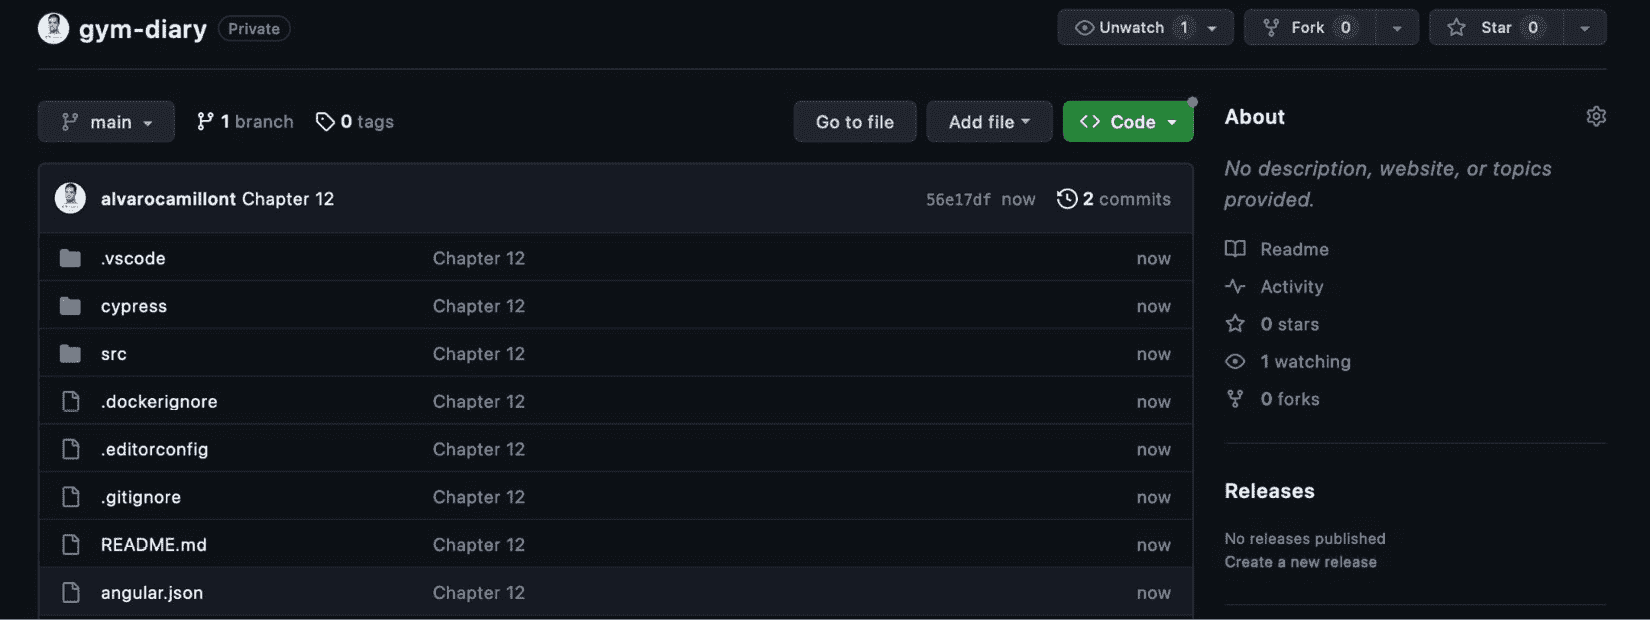 gym-diary Private Unwatch 1 Fork 0 Star 0
main 1 branch 0 tags Go to file Add file <> Code
alvarocamillont Chapter 12 56e17df now 2 commits
.vscode Chapter 12 now
cypress Chapter 12 now
src Chapter 12 now
.dockerignore Chapter 12 now
.editorconfig Chapter 12 now
.gitignore Chapter 12 now
README.md Chapter 12 now
angular.json Chapter 12 now
About
No description, website, or topics
provided.
Readme
Activity
0 stars
1 watching
0 forks
Releases
No releases published
Create a new release